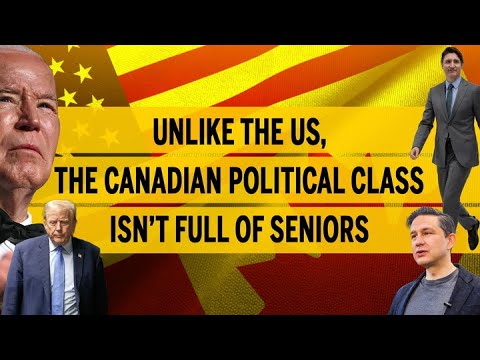 UNLIKE THE US,
THE CANADIAN POLITICAL CLASS
ISN'T FULL OF SENIORS